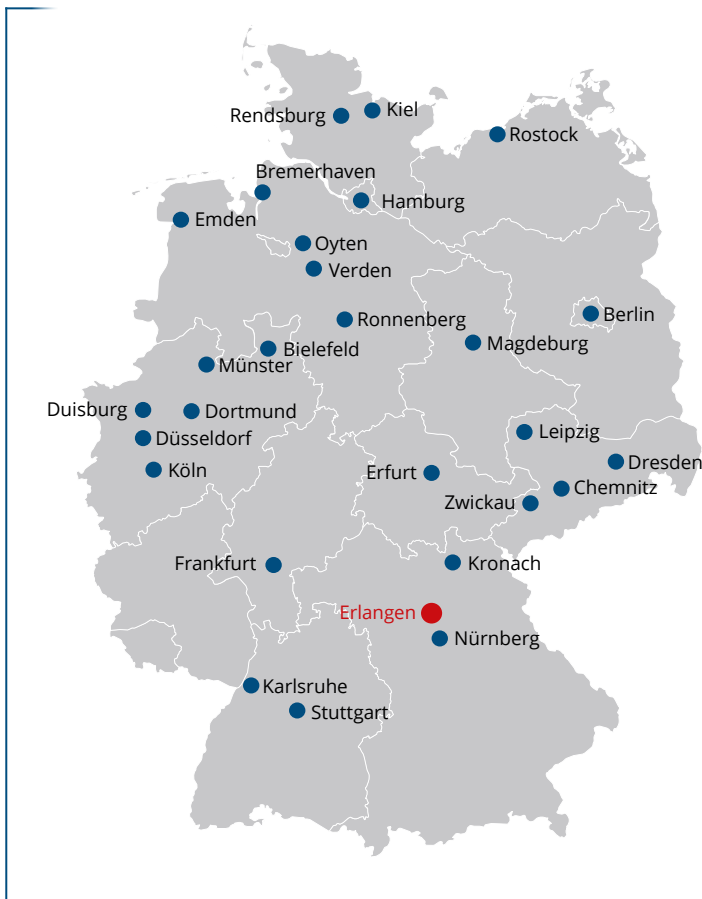 Kiel
Rendsburg
Rostock
Bremerhaven
Hamburg
Emden
Oyten
Verden
Berlin
Ronnenberg
Magdeburg
Bielefeld
Münster
Duisburg
Dortmund
Leipzig
Düsseldorf
Dresden
Köln
Erfurt
Chemnitz
Zwickau
Frankfurt
Kronach
Erlangen
Nürnberg
Karlsruhe
Stuttgart